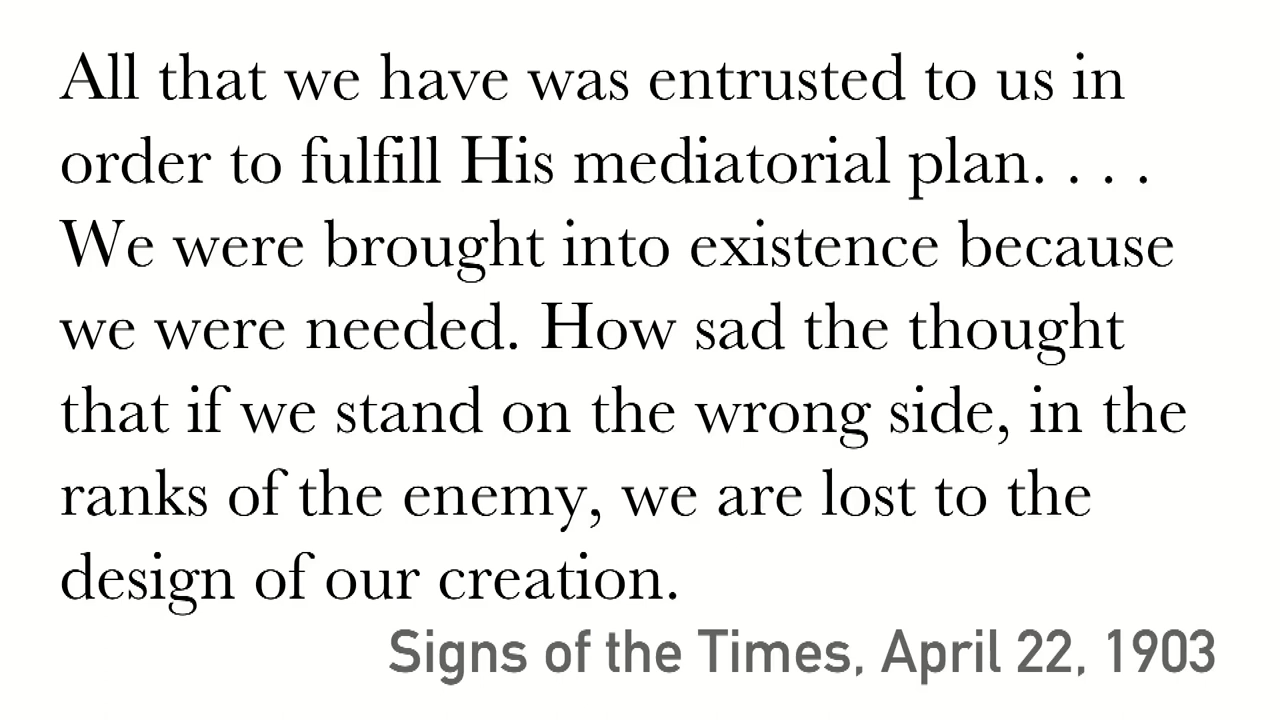 All that we have was entrusted to us in
order to fulfill His mediatorial plan. . . .
We were brought into existence because
we were needed. How sad the thought
that if we stand on the wrong side, in the
ranks of the enemy, we are lost to the
design of our creation.
Signs of the Times, April 22, 1903